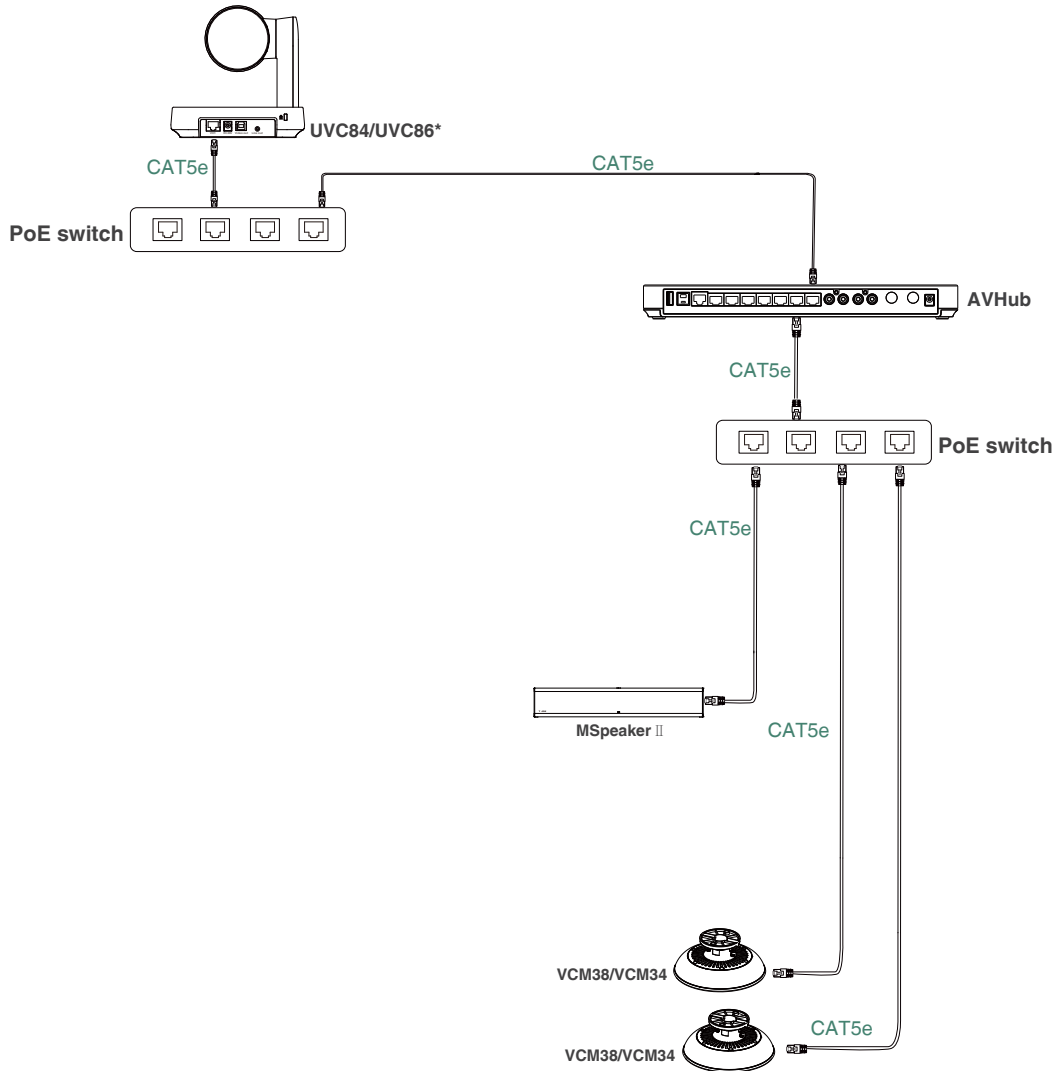 UVC84/UVC86*
CAT5e
CAT5e
PoE switch
AVHub
CAT5e
PoE switch
CAT5e
MSpeaker Ⅱ
CAT5e
VCM38/VCM34
CAT5e
VCM38/VCM34